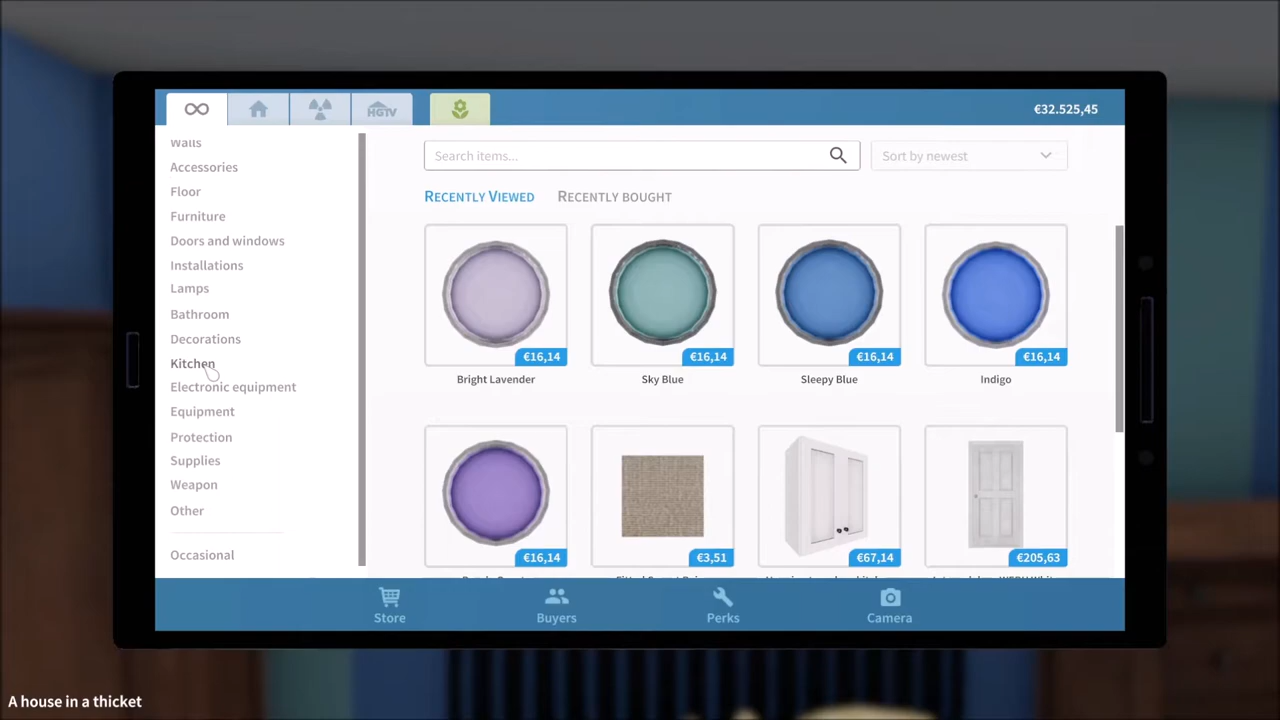 HGTV
€32.525,45
Walls
Accessories
Floor
Furniture
Doors and windows
Installations
Lamps
Bathroom
Decorations
Kitchen
Electronic equipment
Equipment
Protection
Supplies
Weapon
Other
Occasional
Search items...
Sort by newest
RECENTLY VIEWED
RECENTLY BOUGHT
€16,14
€16,14
€16,14
€16,14
Bright Lavender
Sky Blue
Sleepy Blue
Indigo
€16,14
€3,51
€67,14
€205,63
Store
Buyers
Perks
Camera
A house in a thicket